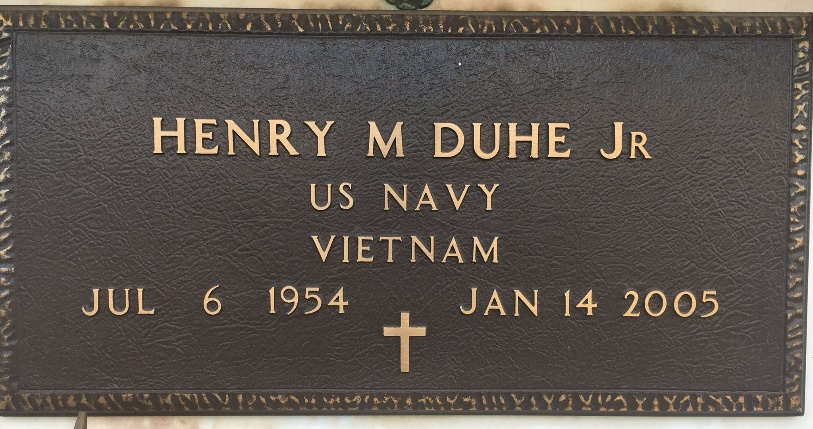 HENRY M DUHE JR
US NAVY
VIETNAM
JUL 6 1954 JAN 14 2005